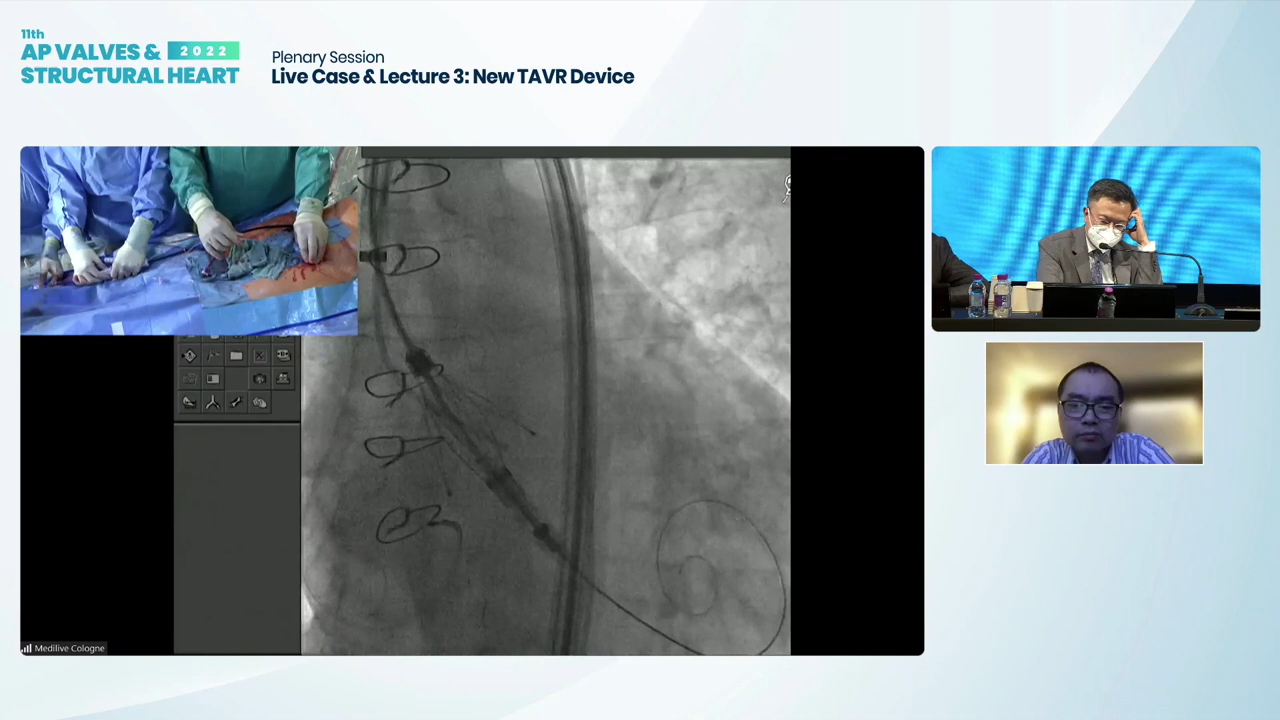 11th
AP VALVES & 2022
STRUCTURAL HEART
Plenary Session
Live Case & Lecture 3: New TAVR Device
Medilive Cologne